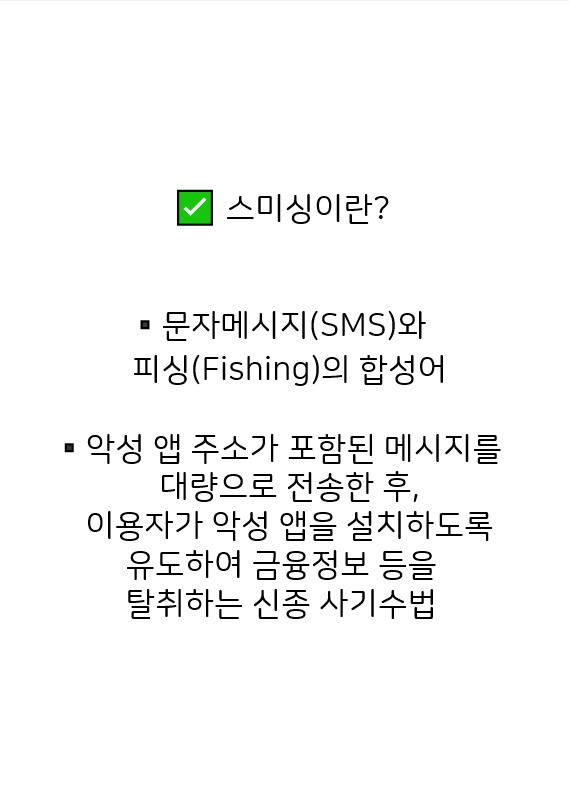 ✅ 스미싱이란?
▪ 문자메시지(SMS)와
피싱(Fishing)의 합성어
▪ 악성 앱 주소가 포함된 메시지를
대량으로 전송한 후,
이용자가 악성 앱을 설치하도록
유도하여 금융정보 등을
탈취하는 신종 사기수법